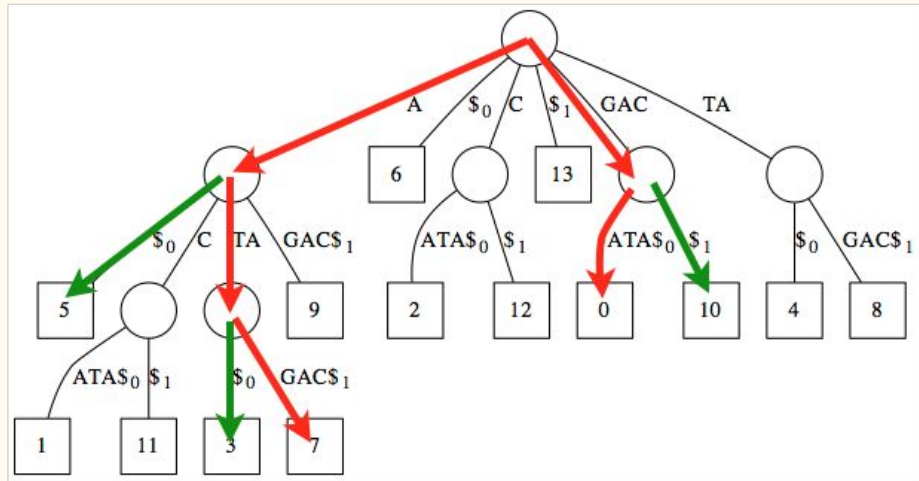 A $0 C $1 GAC TA
6 13
$0 C TA GAC$1 ATA$0 $1 ATA$0 $1 $0 GAC$1
5 9 2 12 0 10 4 8
ATA$0 $1 $0 GAC$1
1 11 3 7